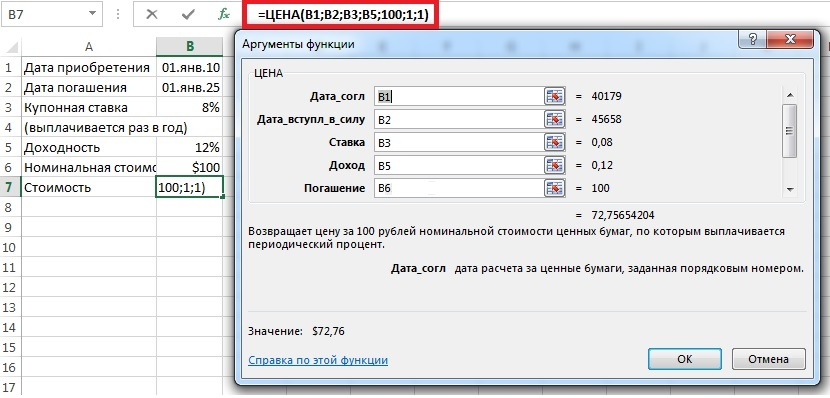 B7 fx =ЦЕНА(B1;B2;B3;B5;100;1;1)
A B
1 Дата приобретения 01.янв.10
2 Дата погашения 01.янв.25
3 Купонная ставка 8%
4 (выплачивается раз в год)
5 Доходность 12%
6 Номинальная стоимо $100
7 Стоимость 100;1;1)
8
9
10
11
12
13
14
15
16
17
Аргументы функции
ЦЕНА
Дата_согл B1 = 40179
Дата_вступл_в_силу B2 = 45658
Ставка B3 = 0,08
Доход B5 = 0,12
Погашение B6 = 100
= 72,75654204
Возвращает цену за 100 рублей номинальной стоимости ценных бумаг, по которым выплачивается
периодический процент.
Дата_согл дата расчета за ценные бумаги, заданная порядковым номером.
Значение: $72,76
Справка по этой функции
ОК
Отмена